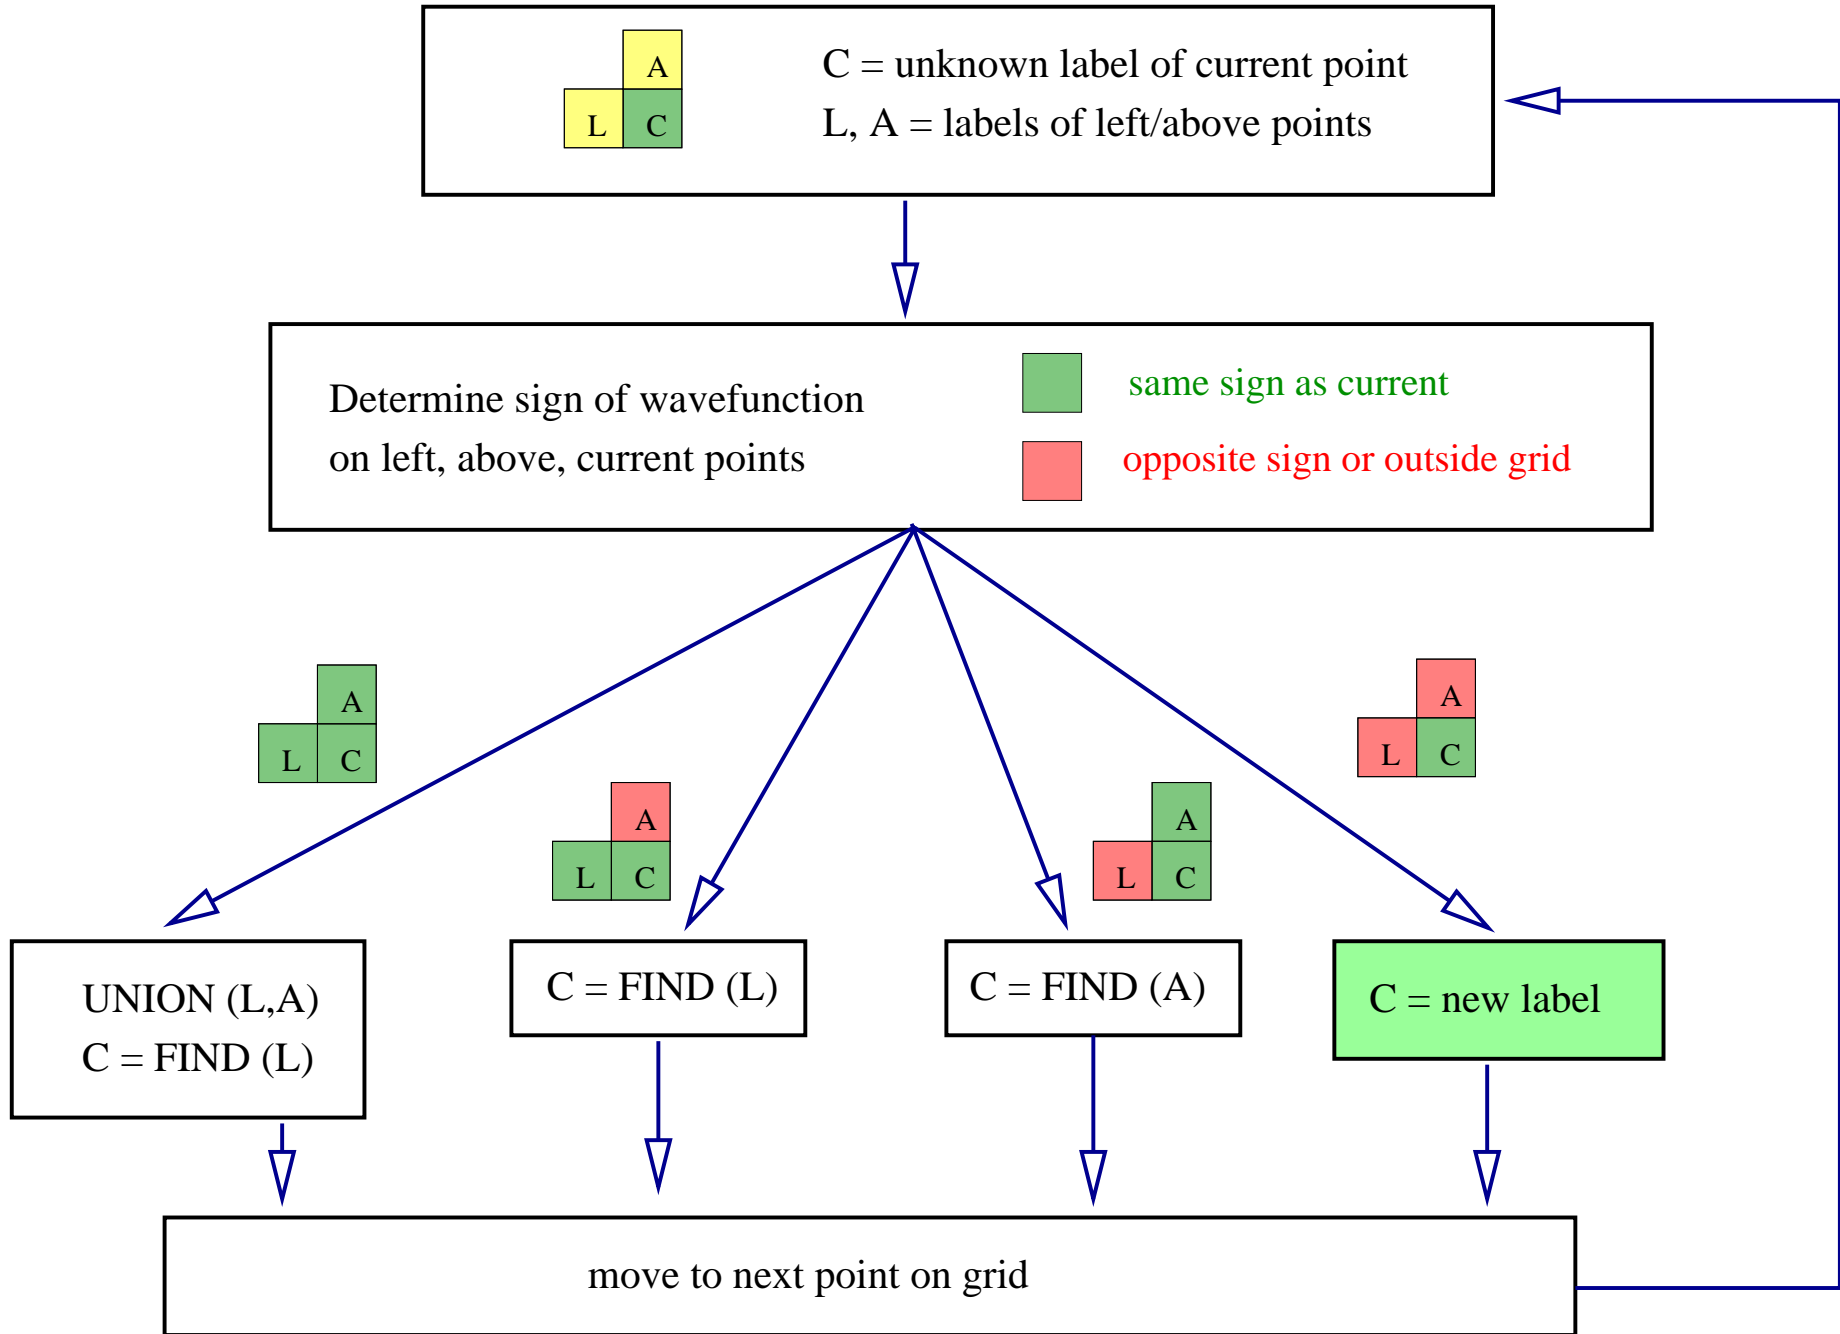 A
L C
C = unknown label of current point
L, A = labels of left/above points
Determine sign of wavefunction
on left, above, current points
same sign as current
opposite sign or outside grid
A
L C
A
L C
A
L C
A
L C
UNION (L,A)
C = FIND (L)
C = FIND (L)
C = FIND (A)
C = new label
move to next point on grid